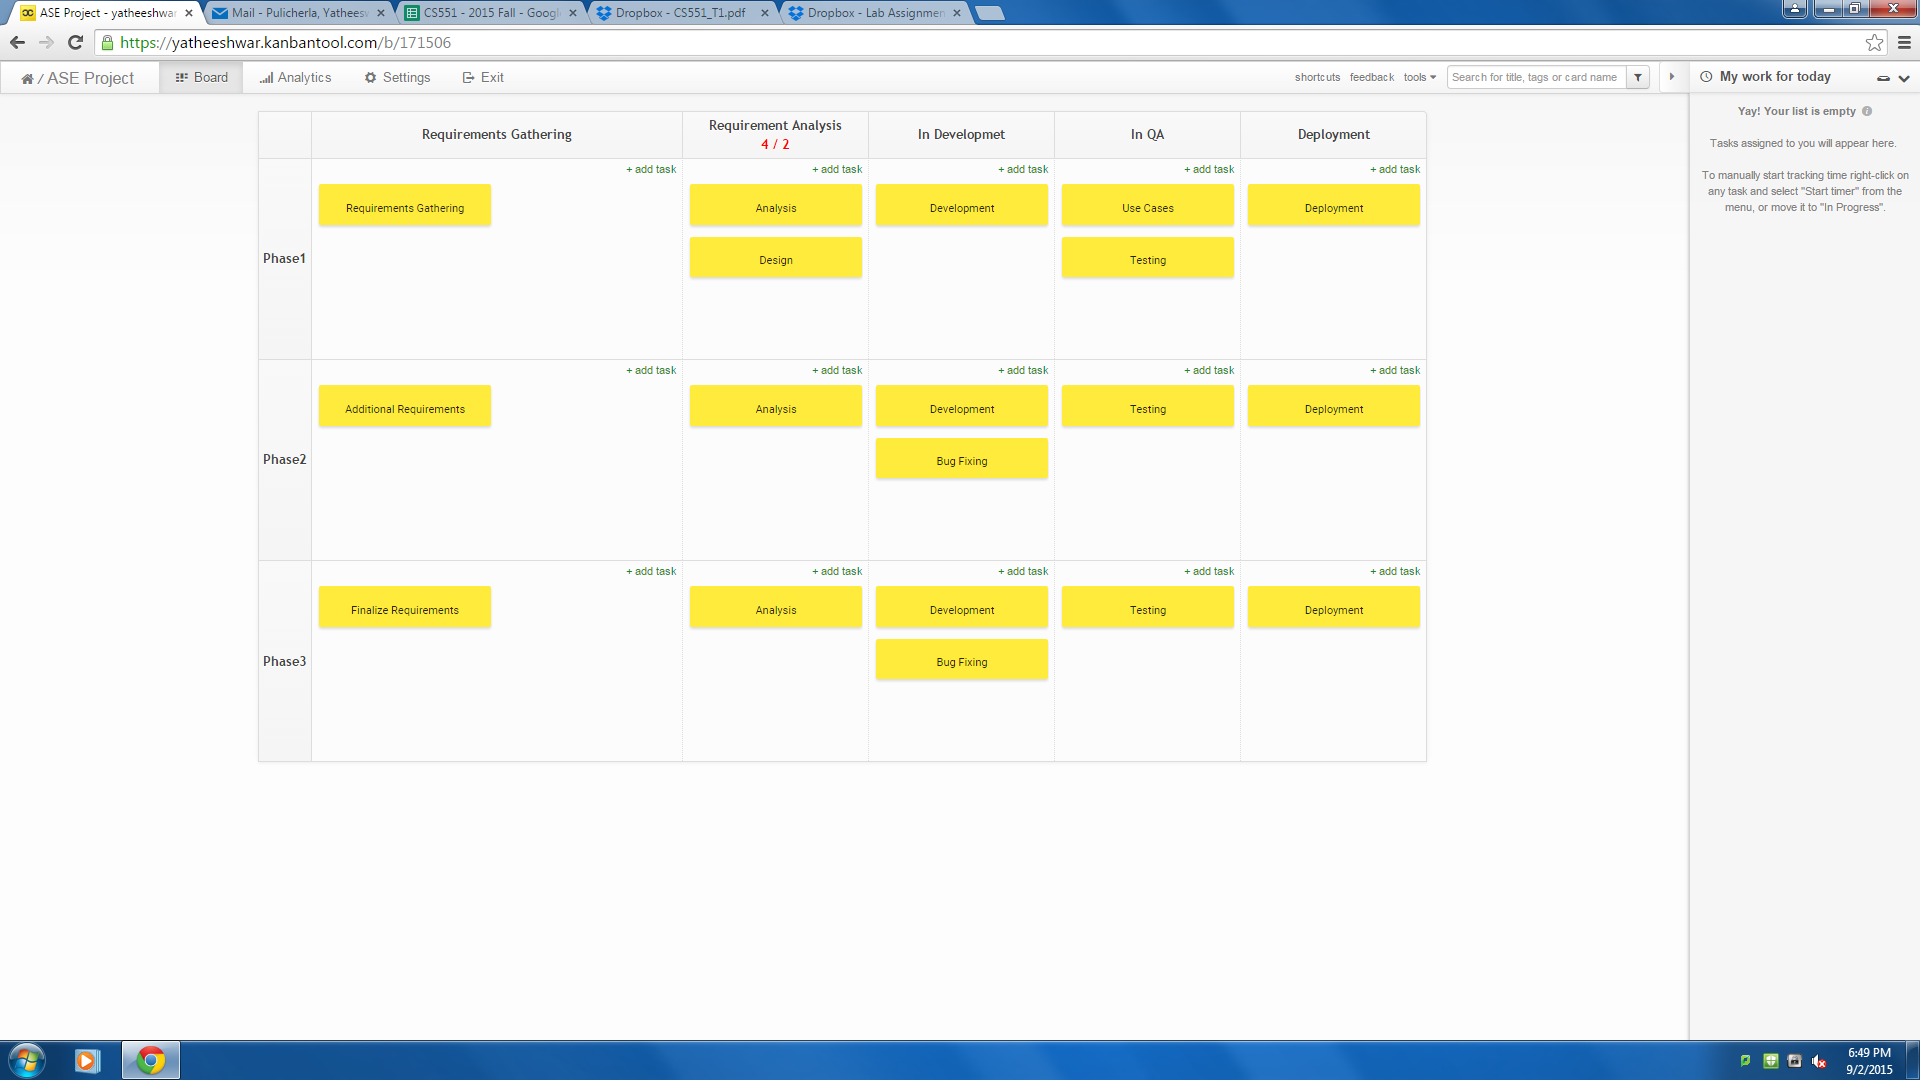 ASE Project - yatheeshwar
Mail - Pulicherla, Yatheesw
CS551 - 2015 Fall - Googl
Dropbox - CS551_T1.pdf
Dropbox - Lab Assignmen
https://yatheeshwar.kanbantool.com/b/171506
/ ASE Project
Board
Analytics
Settings
Exit
shortcuts
feedback
tools
Search for title, tags or card name
My work for today
Yay! Your list is empty
Tasks assigned to you will appear here.
To manually start tracking time right-click on
any task and select "Start timer" from the
menu, or move it to "In Progress".
Requirements Gathering
Requirement Analysis
4 / 2
In Developmet
In QA
Deployment
Phase1
+ add task
Requirements Gathering
+ add task
Analysis
Design
+ add task
Development
+ add task
Use Cases
Testing
+ add task
Deployment
Phase2
+ add task
Additional Requirements
+ add task
Analysis
+ add task
Development
Bug Fixing
+ add task
Testing
+ add task
Deployment
Phase3
+ add task
Finalize Requirements
+ add task
Analysis
+ add task
Development
Bug Fixing
+ add task
Testing
+ add task
Deployment
6:49 PM
9/2/2015